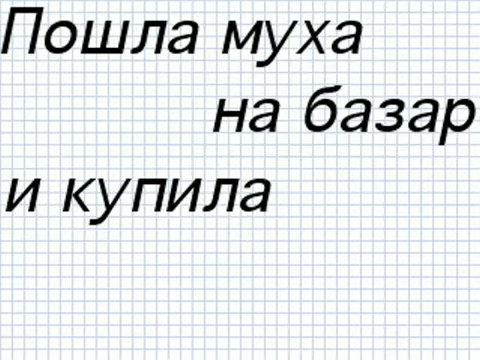 Пошла муха
на базар
и купила